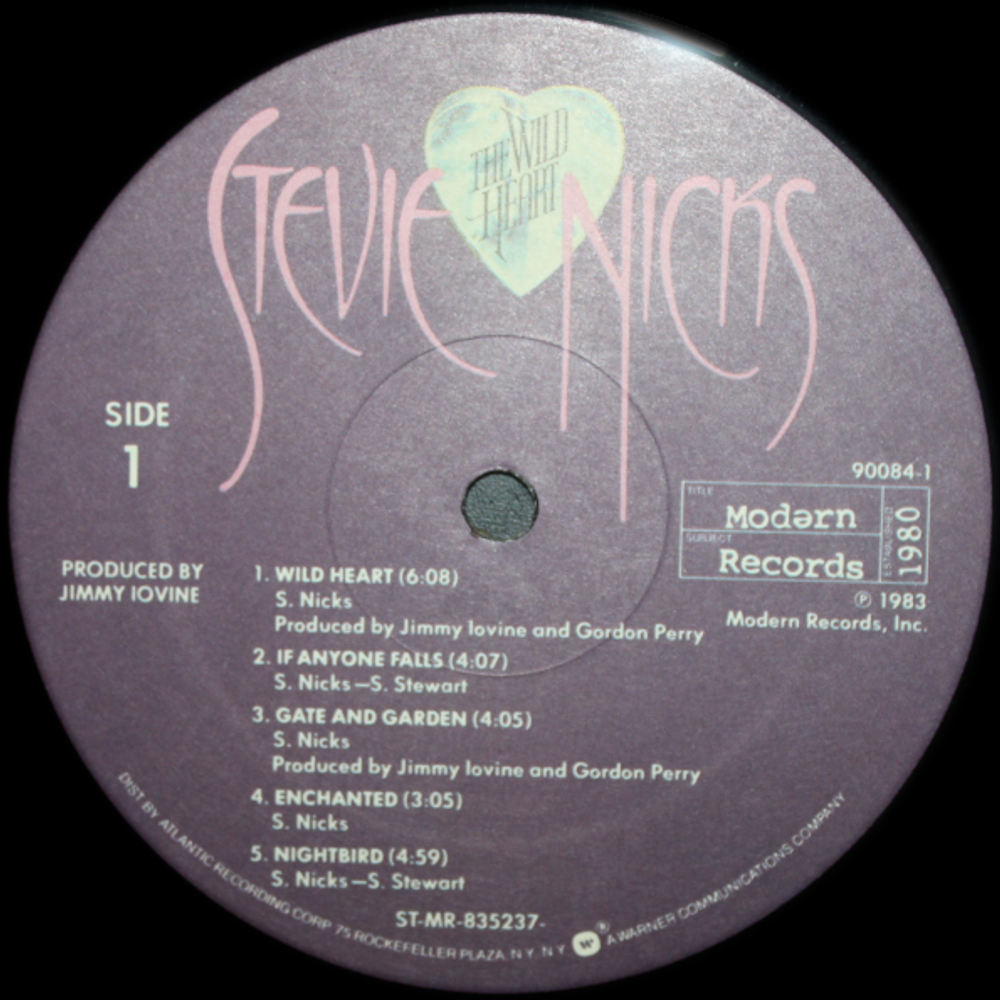 STEVIE NICKS
THE WILD
HEART
SIDE
1
90084-1
TITLE
Modərn
SUBJECT
Records
ESTABLISHED
1980
℗ 1983
Modern Records, Inc.
PRODUCED BY
JIMMY IOVINE
1. WILD HEART (6:08)
S. Nicks
Produced by Jimmy Iovine and Gordon Perry
2. IF ANYONE FALLS (4:07)
S. Nicks—S. Stewart
3. GATE AND GARDEN (4:05)
S. Nicks
Produced by Jimmy Iovine and Gordon Perry
4. ENCHANTED (3:05)
S. Nicks
5. NIGHTBIRD (4:59)
S. Nicks—S. Stewart
ST-MR-835237-
DIST BY ATLANTIC RECORDING CORP. 75 ROCKEFELLER PLAZA. N.Y. N.Y. W ® A WARNER COMMUNICATIONS COMPANY